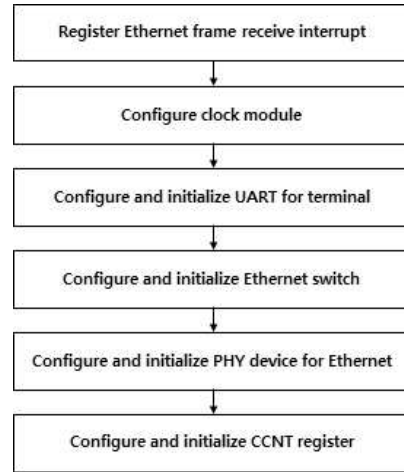 Register Ethernet frame receive interrupt
Configure clock module
Configure and initialize UART for terminal
Configure and initialize Ethernet switch
Configure and initialize PHY device for Ethernet
Configure and initialize CCNT register